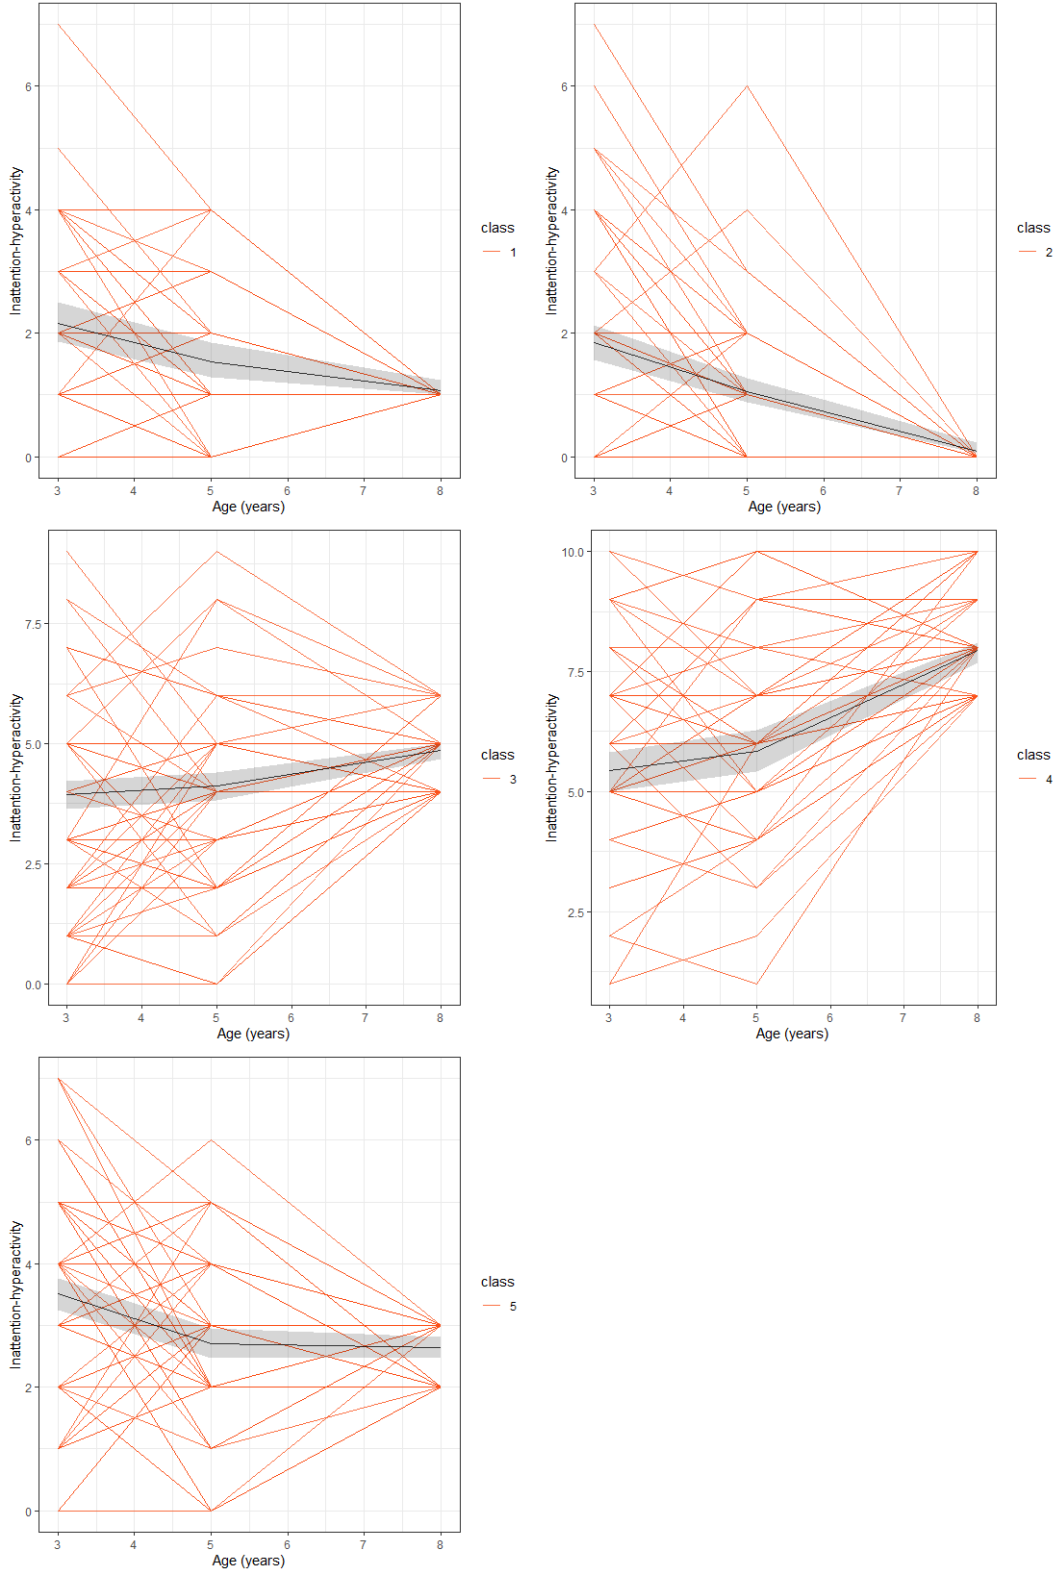 Inattention-hyperactivity
6
4
2
0
3 4 5 6 7 8
Age (years)
class
1
Inattention-hyperactivity
6
4
2
0
3 4 5 6 7 8
Age (years)
class
2
Inattention-hyperactivity
7.5
5.0
2.5
0.0
3 4 5 6 7 8
Age (years)
class
3
Inattention-hyperactivity
10.0
7.5
5.0
2.5
3 4 5 6 7 8
Age (years)
class
4
Inattention-hyperactivity
6
4
2
0
3 4 5 6 7 8
Age (years)
class
5